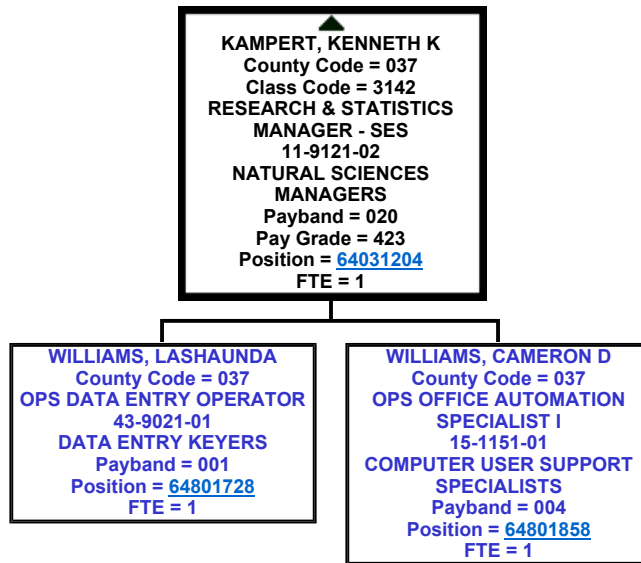 KAMPERT, KENNETH K
County Code = 037
Class Code = 3142
RESEARCH & STATISTICS
MANAGER - SES
11-9121-02
NATURAL SCIENCES
MANAGERS
Payband = 020
Pay Grade = 423
Position = 64031204
FTE = 1
WILLIAMS, LASHAUNDA
County Code = 037
OPS DATA ENTRY OPERATOR
43-9021-01
DATA ENTRY KEYERS
Payband = 001
Position = 64801728
FTE = 1
WILLIAMS, CAMERON D
County Code = 037
OPS OFFICE AUTOMATION
SPECIALIST I
15-1151-01
COMPUTER USER SUPPORT
SPECIALISTS
Payband = 004
Position = 64801858
FTE = 1